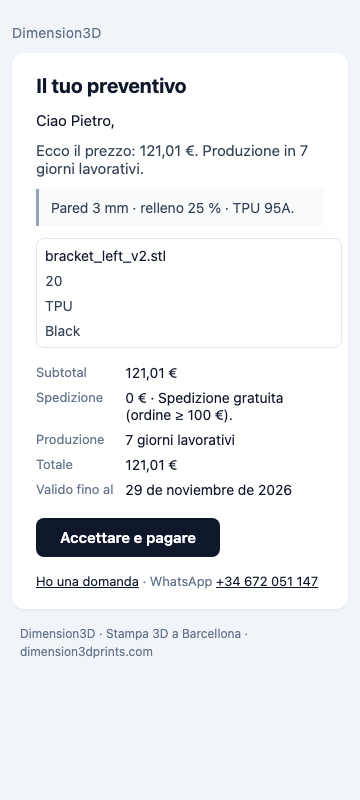 Dimension3D
Il tuo preventivo
Ciao Pietro,
Ecco il prezzo: 121,01 €. Produzione in 7
giorni lavorativi.
Pared 3 mm · relleno 25 % · TPU 95A.
bracket_left_v2.stl
20
TPU
Black
Subtotal 121,01 €
Spedizione 0 € · Spedizione gratuita
(ordine ≥ 100 €).
Produzione 7 giorni lavorativi
Totale 121,01 €
Valido fino al 29 de noviembre de 2026
Accettare e pagare
Ho una domanda · WhatsApp +34 672 051 147
Dimension3D · Stampa 3D a Barcellona ·
dimension3dprints.com